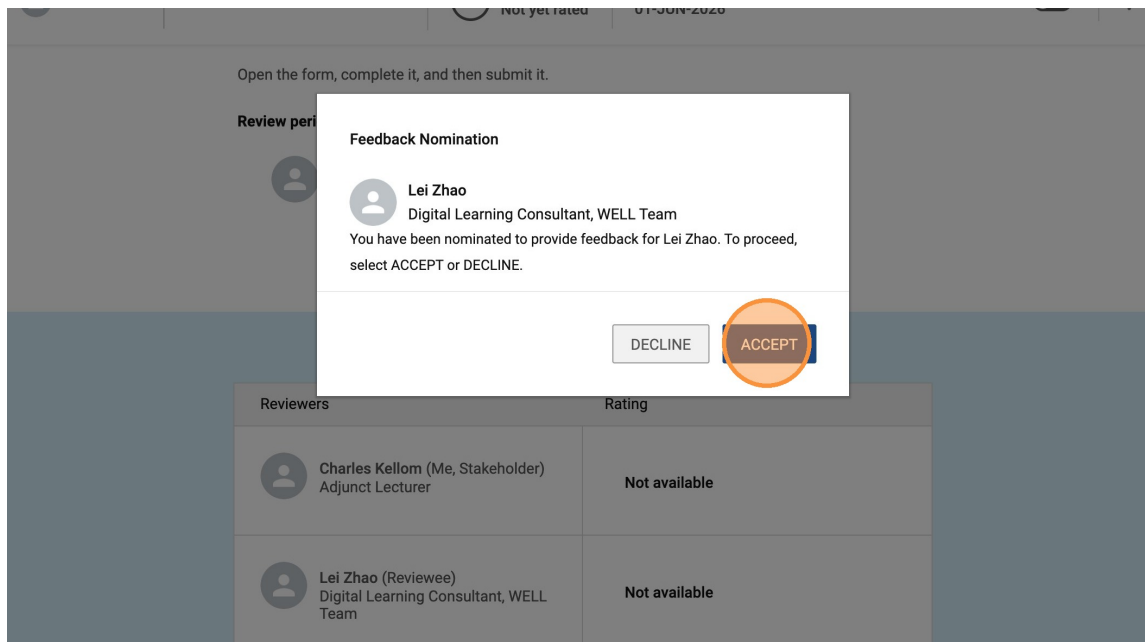 Not yet rated
01-JUN-2026
Open the form, complete it, and then submit it.
Review peri
Feedback Nomination
Lei Zhao
Digital Learning Consultant, WELL Team
You have been nominated to provide feedback for Lei Zhao. To proceed,
select ACCEPT or DECLINE.
DECLINE
ACCEPT
Reviewers
Rating
Charles Kellom (Me, Stakeholder)
Adjunct Lecturer
Not available
Lei Zhao (Reviewee)
Digital Learning Consultant, WELL
Team
Not available